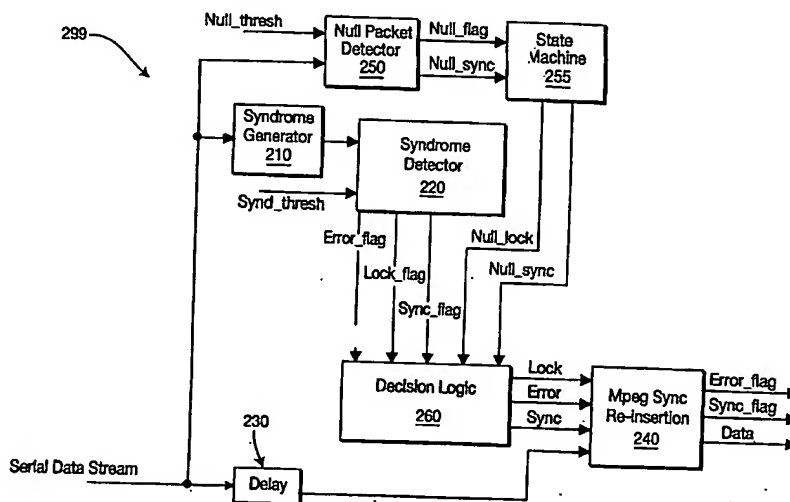 Null_thresh
299
Null Packet
Detector
250
Null_flag
Null_sync
State
Machine
255
Syndrome
Generator
210
Syndrome
Detector
220
Synd_thresh
Error_flag
Lock_flag
Sync_flag
Null_lock
Null_sync
Decision Logic
260
Lock
Error
Sync
Mpeg Sync
Re-insertion
240
Error_flag
Sync_flag
Data
230
Serial Data Stream
Delay